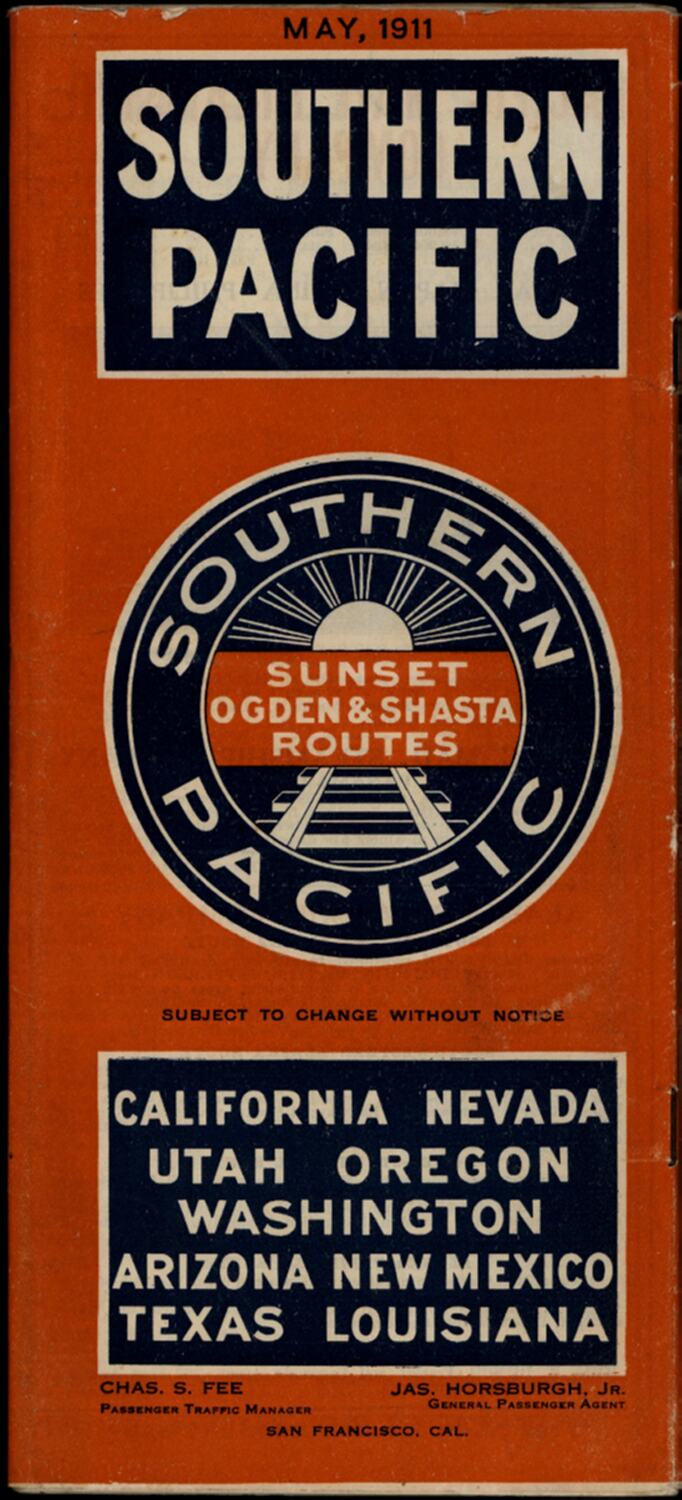 MAY, 1911
SOUTHERN
PACIFIC
SOUTHERN
SUNSET
OGDEN & SHASTA
ROUTES
PACIFIC
SUBJECT TO CHANGE WITHOUT NOTICE
CALIFORNIA NEVADA
UTAH OREGON
WASHINGTON
ARIZONA NEW MEXICO
TEXAS LOUISIANA
CHAS. S. FEE JAS. HORSBURGH, JR.
PASSENGER TRAFFIC MANAGER GENERAL PASSENGER AGENT
SAN FRANCISCO, CAL.